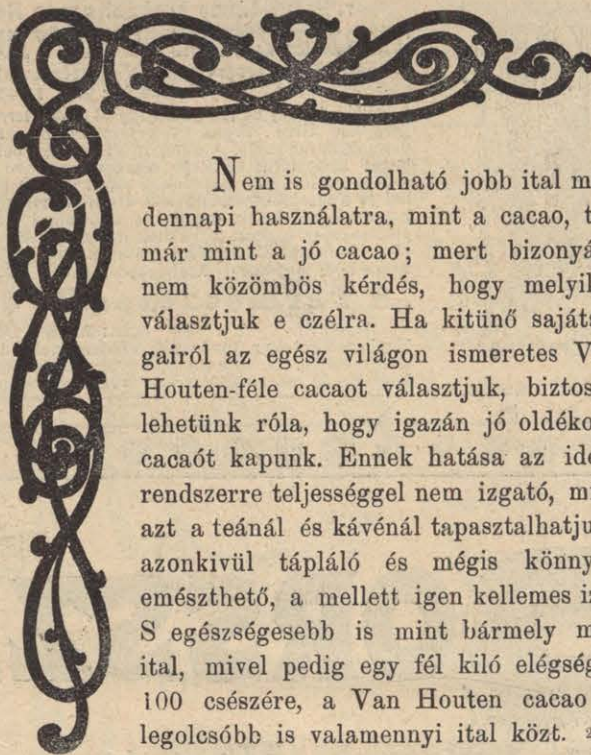 Nem is gondolható jobb ital m
dennapi használatra, mint a cacao, t
már mint a jó cacao; mert bizonyá
nem közömbös kérdés, hogy melyik
választjuk e czélra. Ha kitünő sajáts
gairól az egész világon ismeretes V
Houten-féle cacaot választjuk, biztos
lehetünk róla, hogy igazán jó oldéko
cacaót kapunk. Ennek hatása az ide
rendszerre teljességgel nem izgató, m
azt a teánál és kávénál tapasztalhatju
azonkivül tápláló és mégis könny
emészthető, a mellett igen kellemes iz
S egészségesebb is mint bármely m
ital, mivel pedig egy fél kiló elégség
100 csészére, a Van Houten cacao
legolcsóbb is valamennyi ital közt.